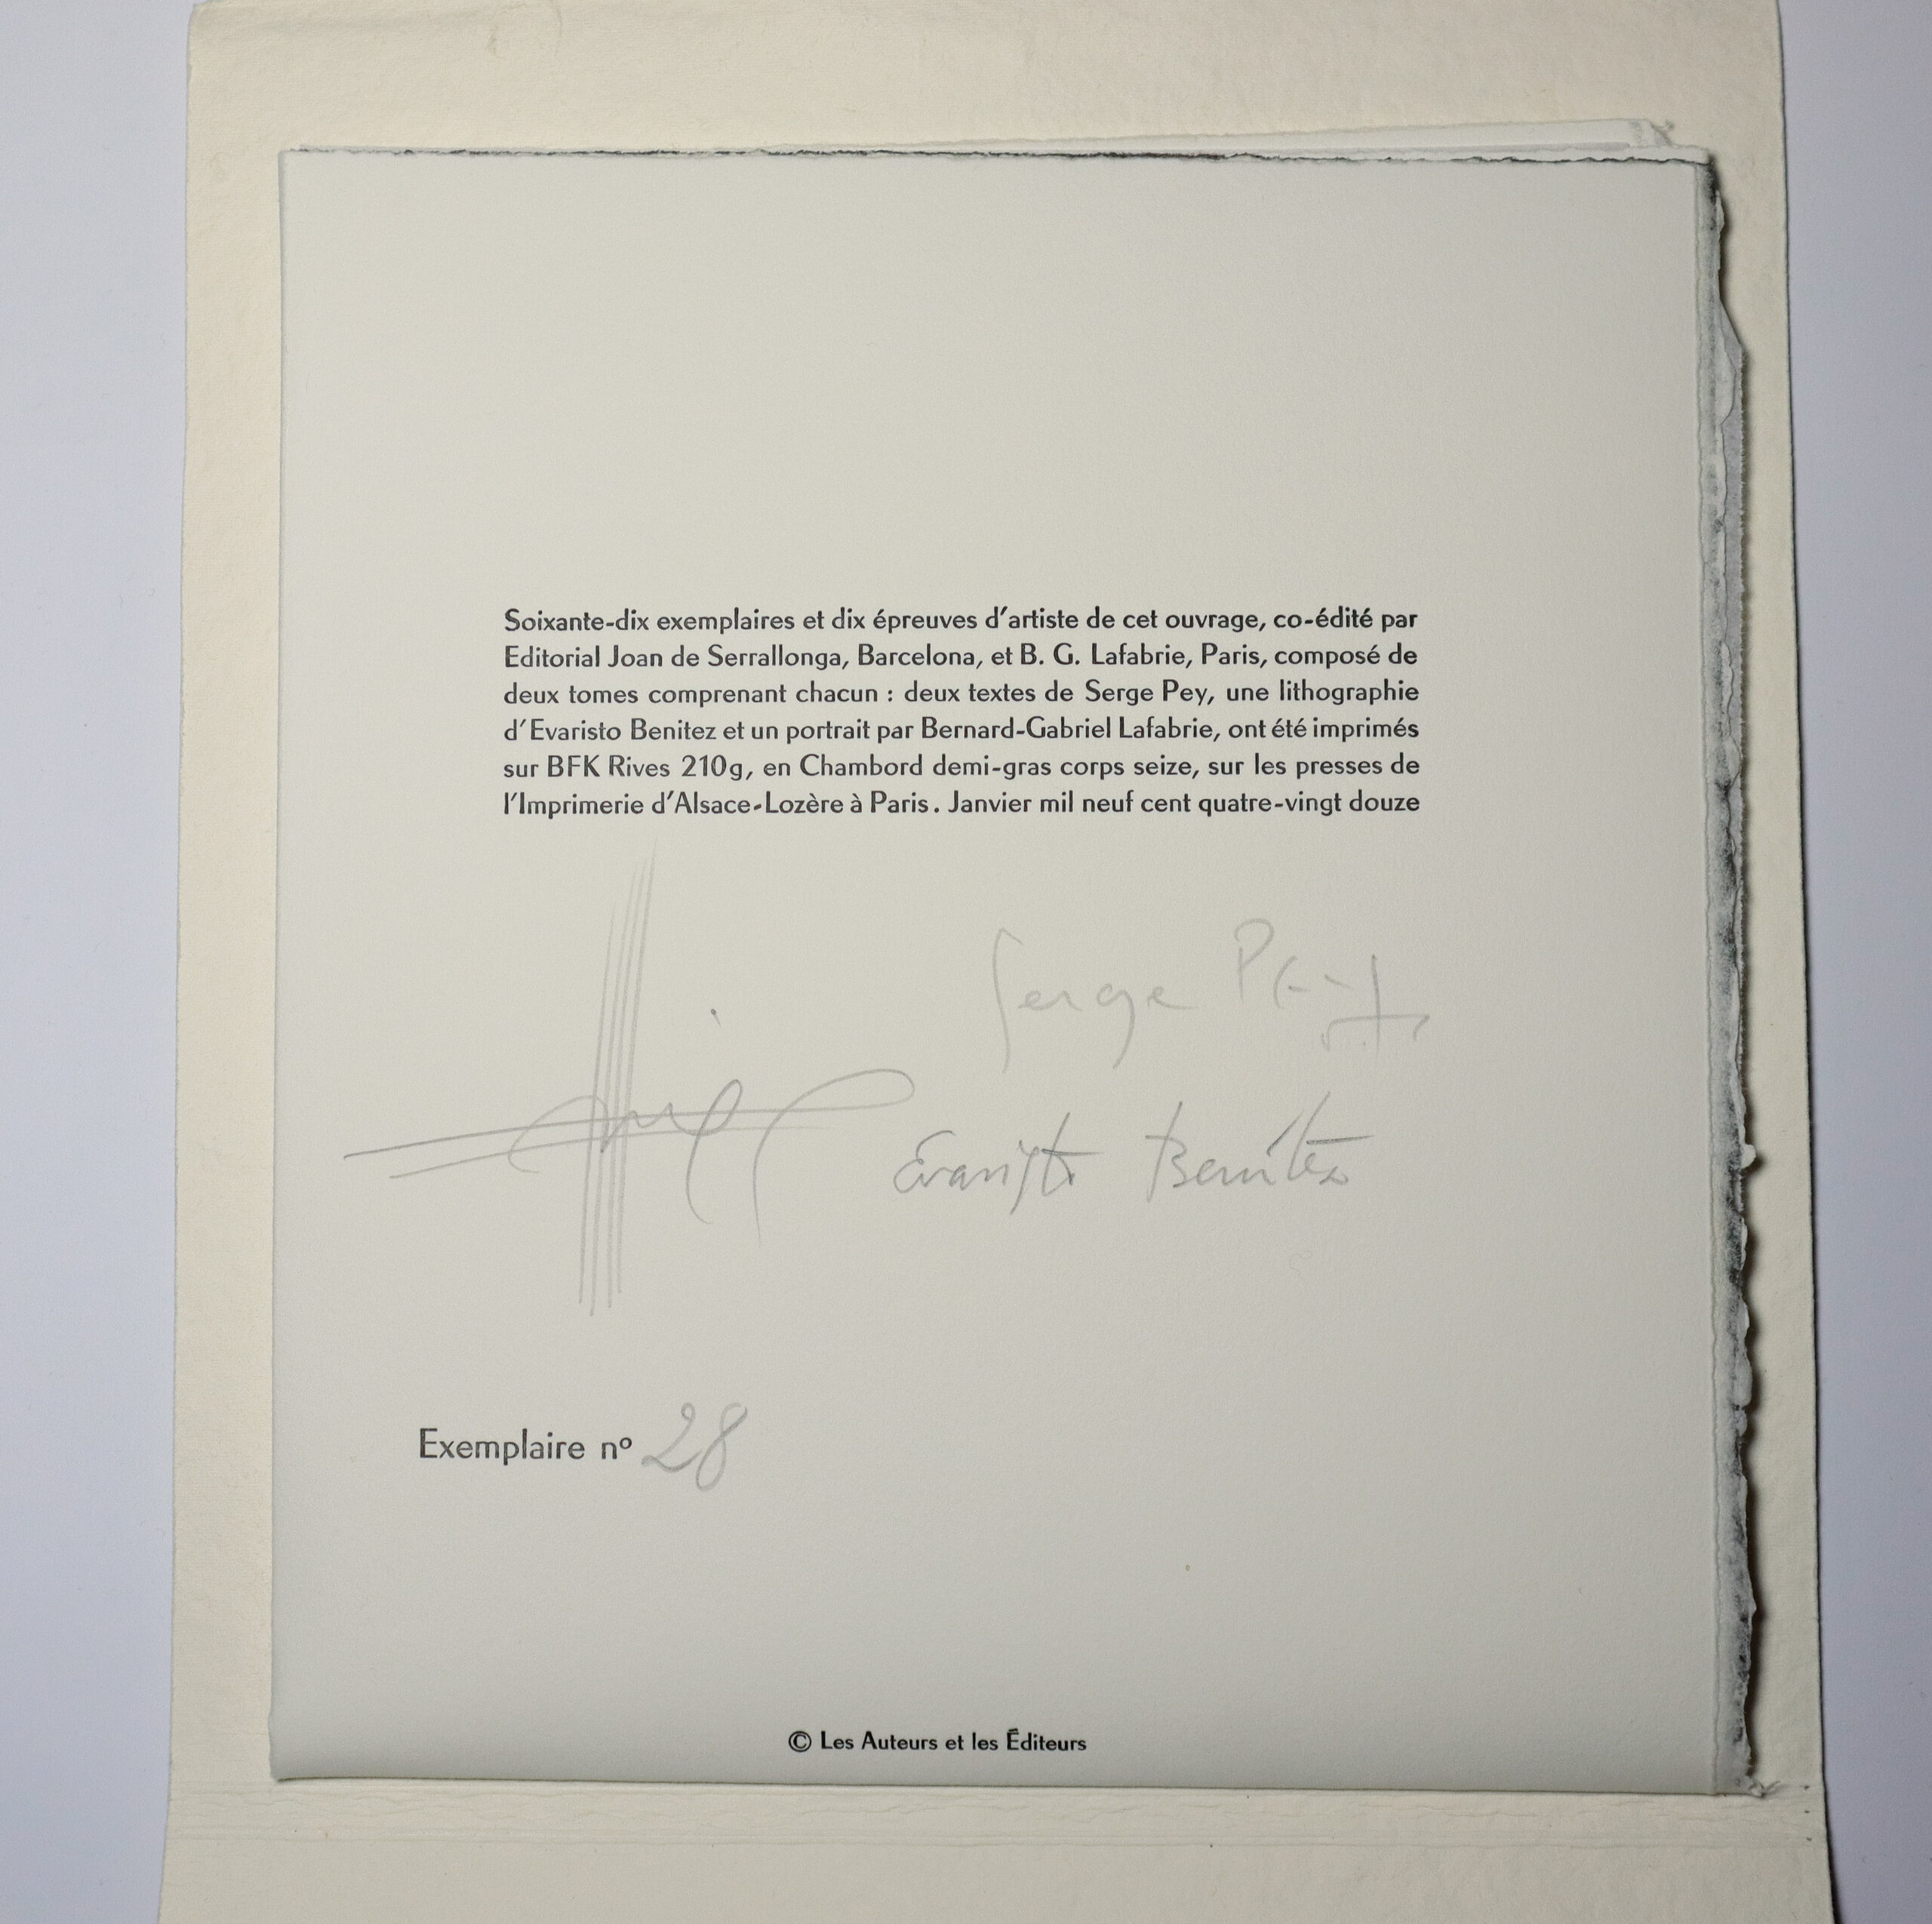 Soixante-dix exemplaires et dix épreuves d'artiste de cet ouvrage, co-édité par
Editorial Joan de Serrallonga, Barcelona, et B. G. Lafabrie, Paris, composé de
deux tomes comprenant chacun : deux textes de Serge Pey, une lithographie
d'Evaristo Benitez et un portrait par Bernard-Gabriel Lafabrie, ont été imprimés
sur BFK Rives 210g, en Chambord demi-gras corps seize, sur les presses de
l'Imprimerie d'Alsace-Lozère à Paris. Janvier mil neuf cent quatre-vingt douze
Serge Pey
Evaristo Benítez
Exemplaire nº 28
© Les Auteurs et les Éditeurs